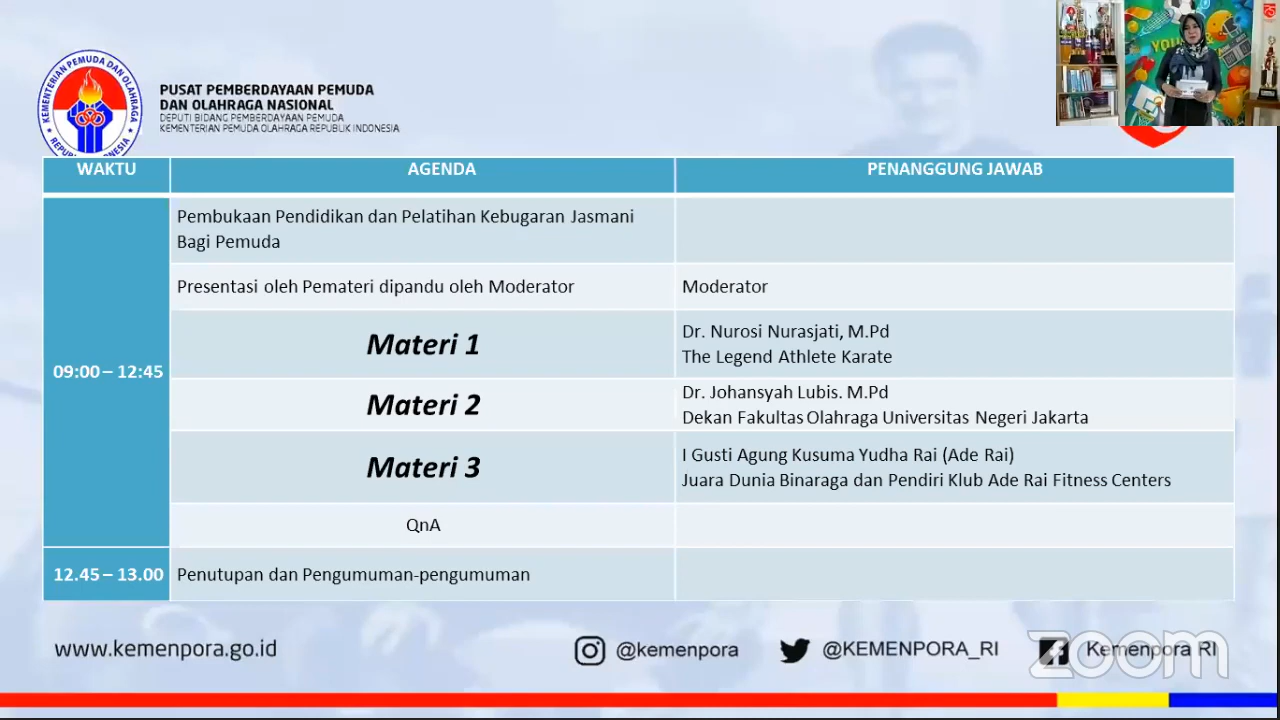 KEMENTERIAN PEMUDA DAN OLAHRAGA
PUSAT PEMBERDAYAAN PEMUDA
DAN OLAHRAGA NASIONAL
DEPUTI BIDANG PEMBERDAYAAN PEMUDA
KEMENTERIAN PEMUDA OLAHRAGA REPUBLIK INDONESIA
WAKTU AGENDA PENANGGUNG JAWAB
09:00 – 12:45
Pembukaan Pendidikan dan Pelatihan Kebugaran Jasmani
Bagi Pemuda
Presentasi oleh Pemateri dipandu oleh Moderator Moderator
Materi 1
Dr. Nurosi Nurasjati, M.Pd
The Legend Athlete Karate
Materi 2
Dr. Johansyah Lubis. M.Pd
Dekan Fakultas Olahraga Universitas Negeri Jakarta
Materi 3
I Gusti Agung Kusuma Yudha Rai (Ade Rai)
Juara Dunia Binaraga dan Pendiri Klub Ade Rai Fitness Centers
QnA
12.45 – 13.00 Penutupan dan Pengumuman-pengumuman
www.kemenpora.go.id @kemenpora @KEMENPORA_RI Kemenpora RI
zoom